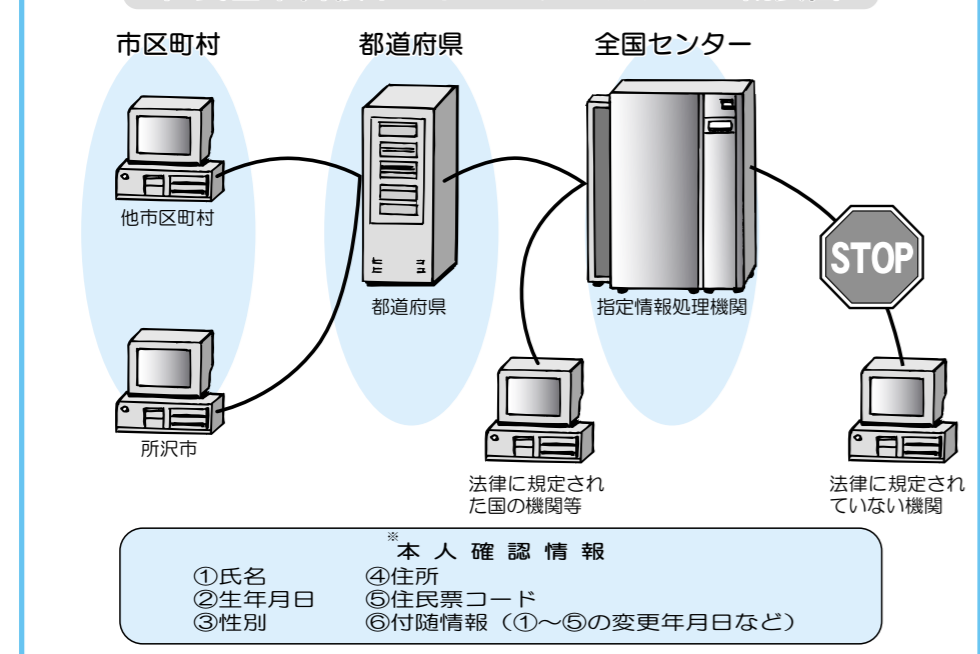 市区町村
都道府県
全国センター
他市区町村
都道府県
指定情報処理機関
STOP
所沢市
法律に規定され
た国の機関等
法律に規定され
ていない機関
※本人確認情報
①氏名
④住所
②生年月日
⑤住民票コード
③性別
⑥付随情報（①～⑤の変更年月日など）